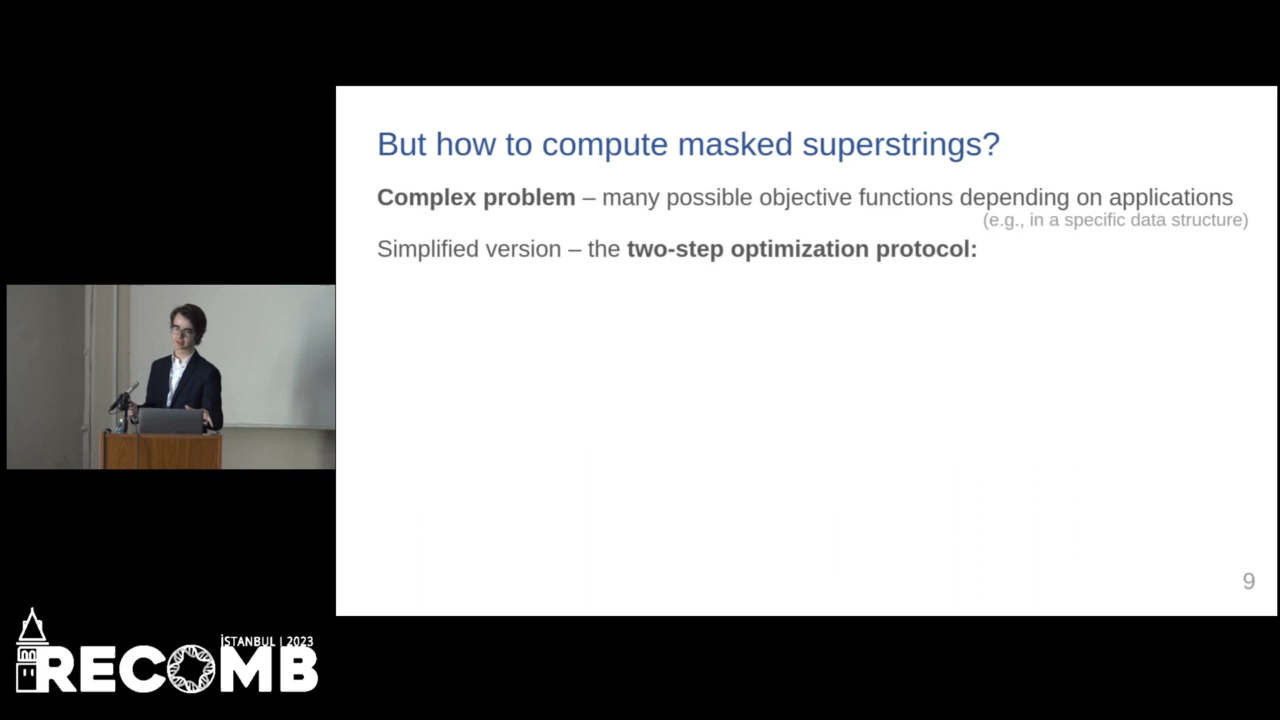 But how to compute masked superstrings?
Complex problem – many possible objective functions depending on applications
(e.g., in a specific data structure)
Simplified version – the two-step optimization protocol:
9
İSTANBUL | 2023
RECOMB